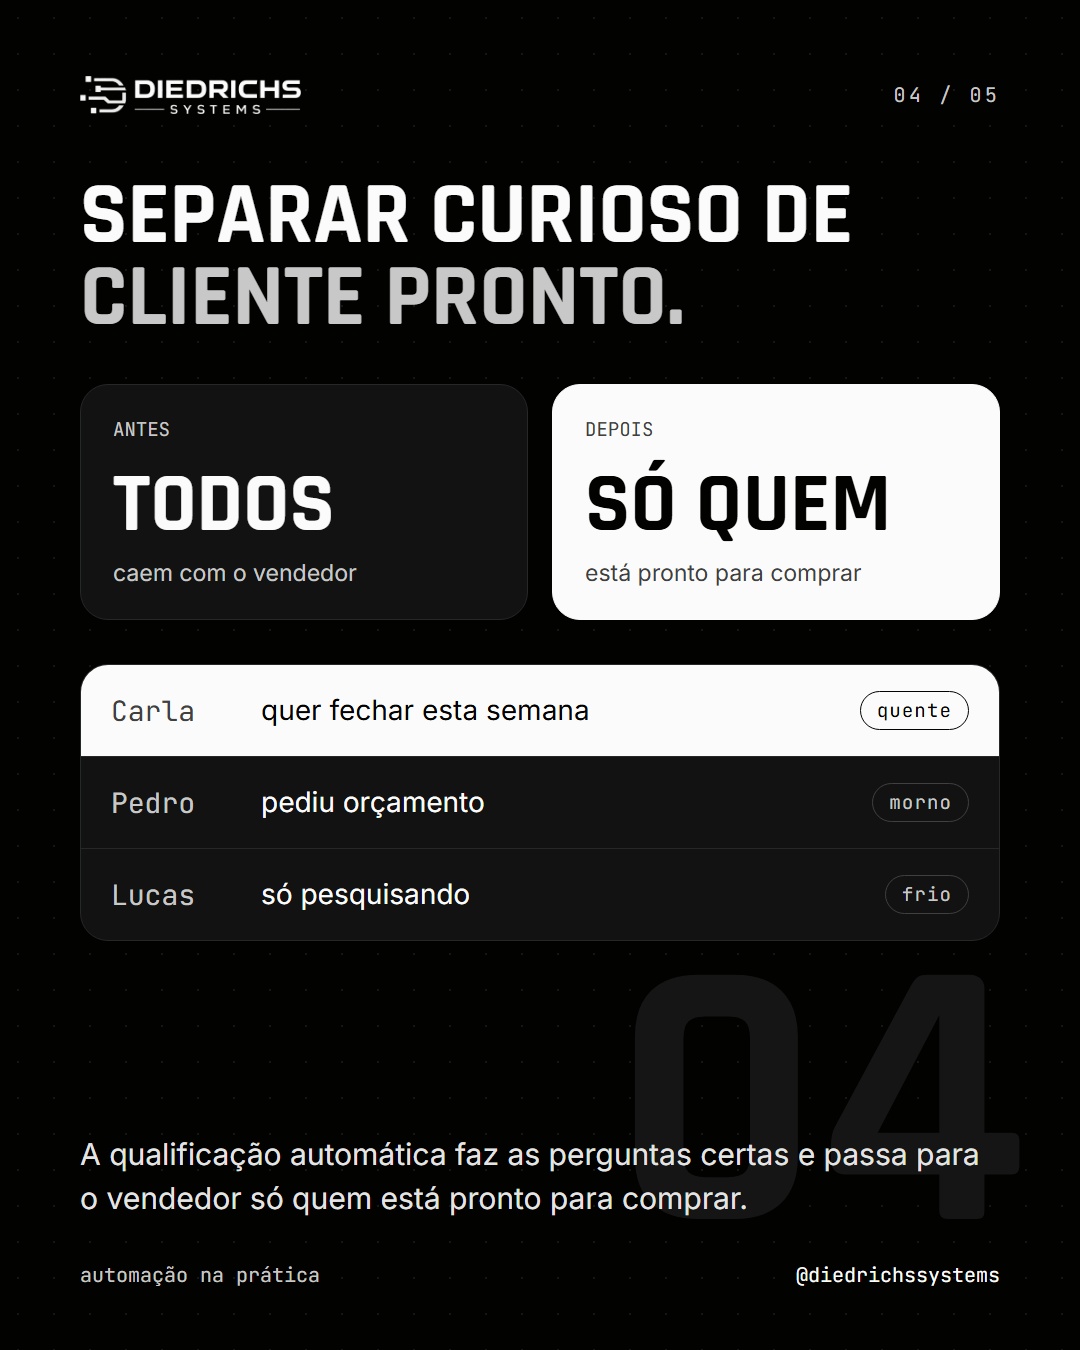 DIEDRICHS
SYSTEMS
04 / 05
SEPARAR CURIOSO DE
CLIENTE PRONTO.
ANTES
TODOS
caem com o vendedor
DEPOIS
SÓ QUEM
está pronto para comprar
Carla quer fechar esta semana quente
Pedro pediu orçamento morno
Lucas só pesquisando frio
04
A qualificação automática faz as perguntas certas e passa para
o vendedor só quem está pronto para comprar.
automação na prática
@diedrichssystems